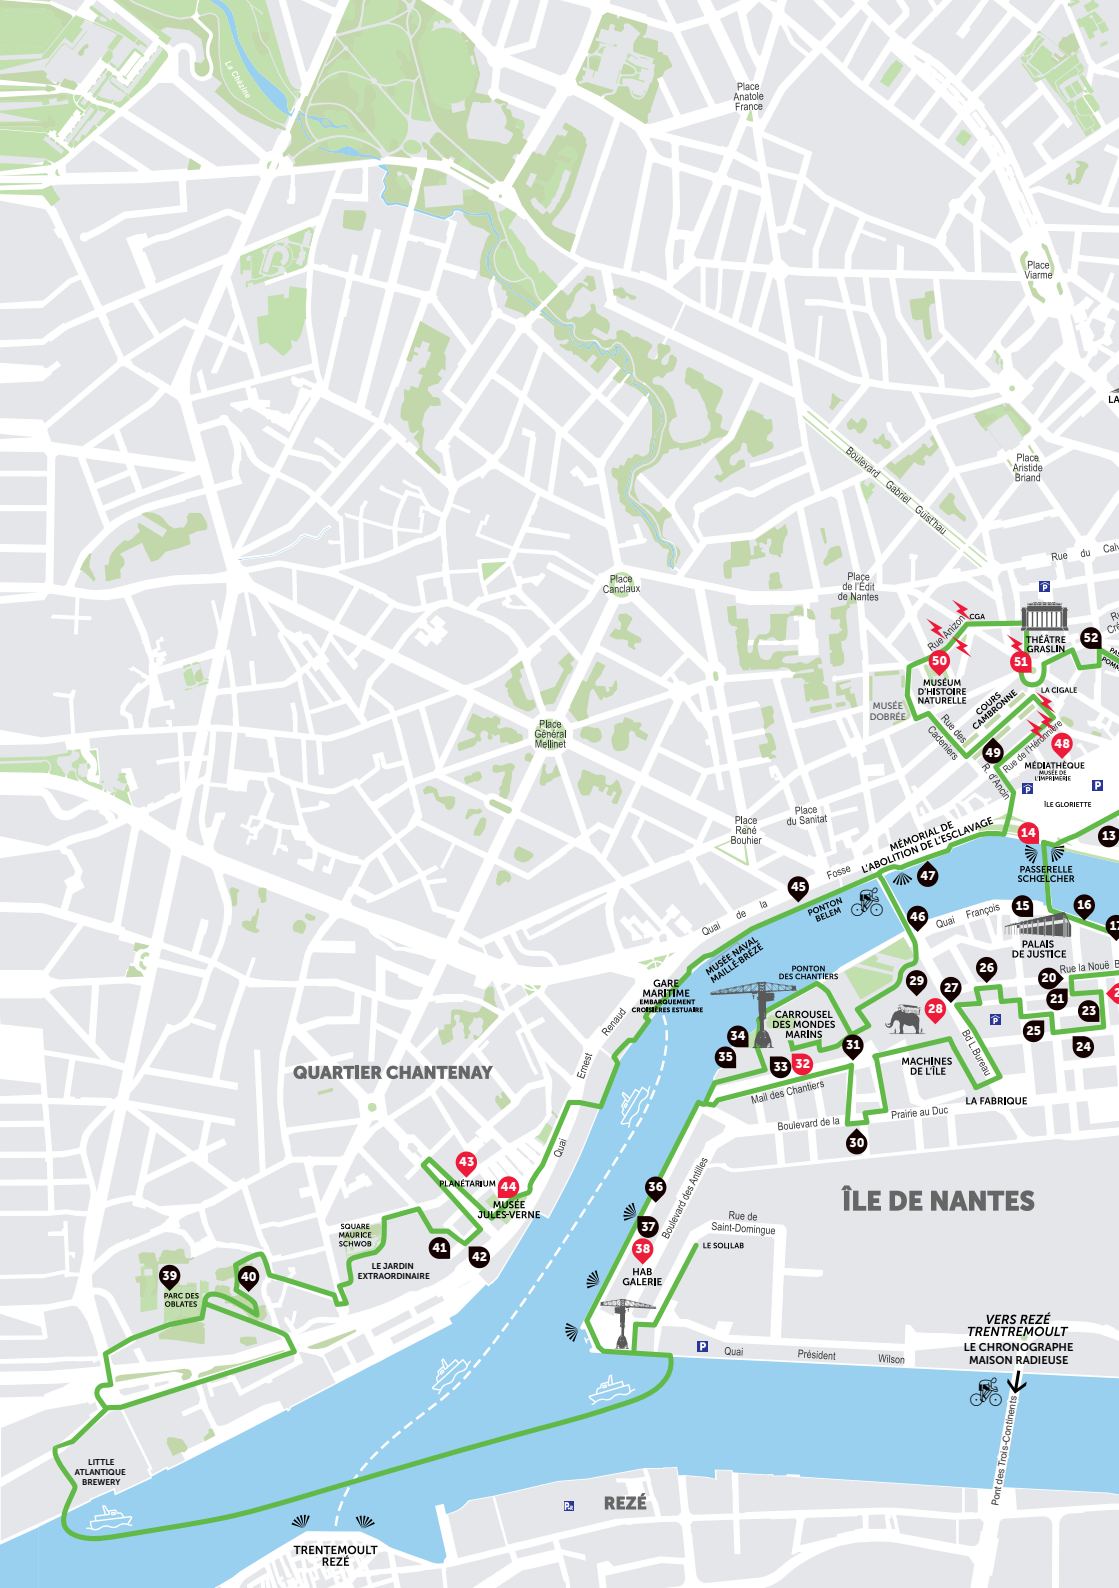 La Chézine
Place
Anatole
France
Place
Viarme
LA
Place
Aristide
Briand
Boulevard Gabriel Guist'hau
Rue du Calv
Place
de l'Édit
de Nantes
Place
Canclaux
P
CGA
Rue Anizon
THÉÂTRE
GRASLIN
52
50
51
MUSÉUM
D'HISTOIRE
NATURELLE
LA CIGALE
COURS
CAMBRONNE
MUSÉE
DOBRÉE
Rue des
Cadeniers
Place
Général
Mellinet
49
Rue de l'Héronnière
48
MÉDIATHÈQUE
MUSÉE DE
L'IMPRIMERIE
R. d'Ancin
P
P
ÎLE GLORIETTE
Place
du Sanitat
Place
René
Bouhier
MÉMORIAL DE
L'ABOLITION DE L'ESCLAVAGE
14
13
PASSERELLE
SCHŒLCHER
Quai de la Fosse
45
47
PONTON
BELEM
46
Quai François
15
16
PALAIS
DE JUSTICE
MUSÉE NAVAL
MAILLÉ-BRÉZÉ
PONTON
DES CHANTIERS
Rue la Nouë B
GARE
MARITIME
EMBARQUEMENT
CROISIÈRES ESTUAIRE
29
27
26
20
21
28
23
P
25
24
CARROUSEL
DES MONDES
MARINS
34
35
33
32
31
Bd L. Bureau
MACHINES
DE L'ÎLE
LA FABRIQUE
Quai Ernest Renaud
QUARTIER CHANTENAY
Mail des Chantiers
Boulevard de la Prairie au Duc
30
43
PLANÉTARIUM
44
MUSÉE
JULES-VERNE
36
37
38
HAB
GALERIE
Boulevard des Antilles
Rue de
Saint-Domingue
LE SOLILAB
ÎLE DE NANTES
SQUARE
MAURICE
SCHWOB
41
42
LE JARDIN
EXTRAORDINAIRE
39
PARC DES
OBLATES
40
P
Quai Président Wilson
VERS REZÉ
TRENTREMOULT
LE CHRONOGRAPHE
MAISON RADIEUSE
Pont des Trois-Continents
LITTLE
ATLANTIQUE
BREWERY
REZÉ
TRENTEMOULT
REZÉ